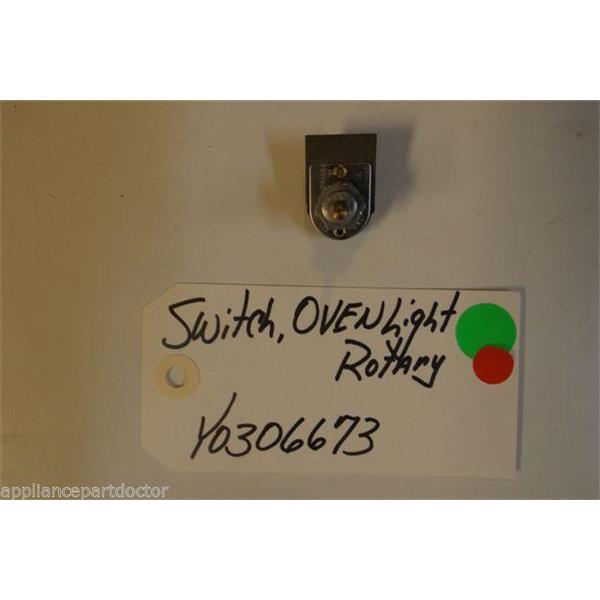 Switch, OVEN Light
Rotary
Y0306673
appliancepartdoctor